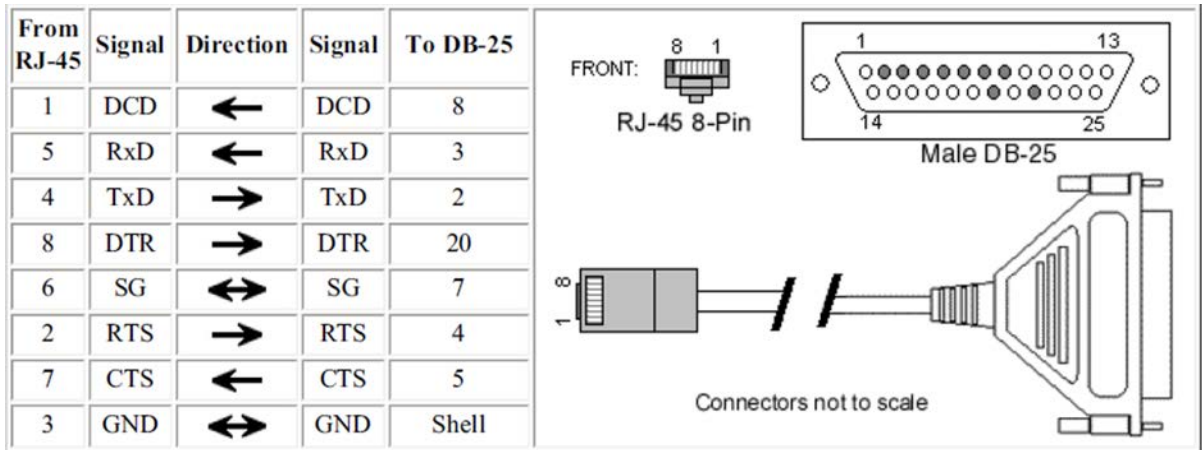 From RJ-45 Signal Direction Signal To DB-25
1 DCD ← DCD 8
5 RxD ← RxD 3
4 TxD → TxD 2
8 DTR → DTR 20
6 SG ↔ SG 7
2 RTS → RTS 4
7 CTS ← CTS 5
3 GND ↔ GND Shell
FRONT:
8 1
RJ-45 8-Pin
1 13
14 25
Male DB-25
8
1
Connectors not to scale